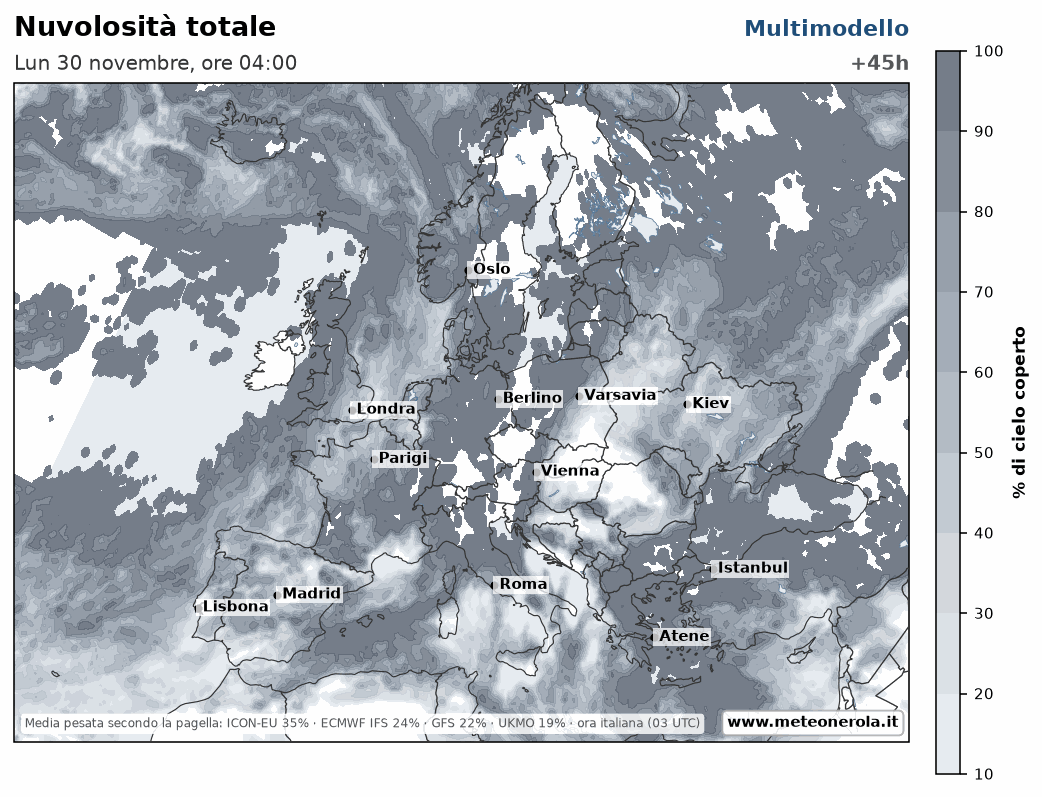 Nuvolosità totale
Multimodello
Lun 30 novembre, ore 04:00
+45h
Oslo
Londra
Berlino
Varsavia
Kiev
Parigi
Vienna
Istanbul
Roma
Madrid
Lisbona
Atene
Media pesata secondo la pagella: ICON-EU 35% · ECMWF IFS 24% · GFS 22% · UKMO 19% · ora italiana (03 UTC)
www.meteonerola.it
100
90
80
70
60
50
40
30
20
10
% di cielo coperto